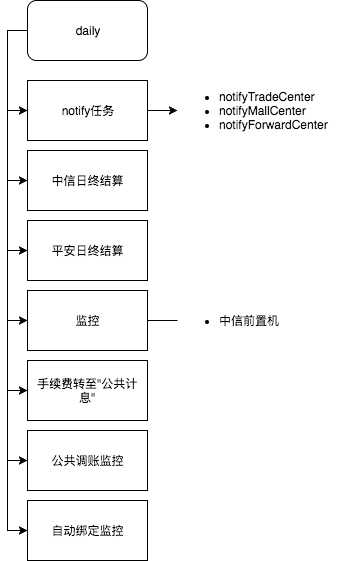 daily
notify任务
• notifyTradeCenter
• notifyMallCenter
• notifyForwardCenter
中信日终结算
平安日终结算
监控
• 中信前置机
手续费转至"公共计
息"
公共调账监控
自动绑定监控